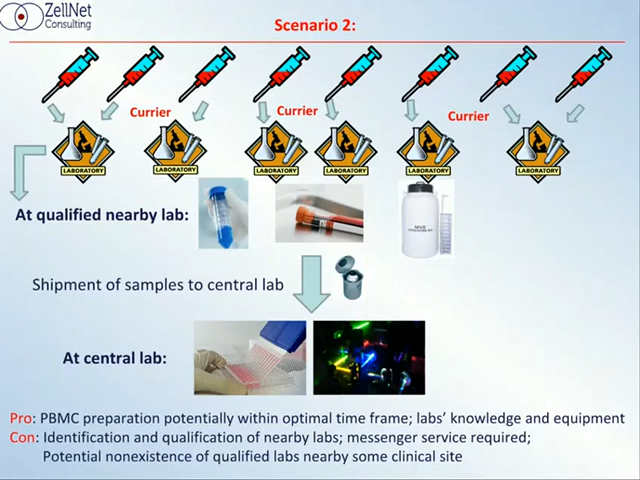 ZellNet
Consulting
Scenario 2:
Currier
Currier
Currier
LABORATORY
LABORATORY
LABORATORY
LABORATORY
LABORATORY
LABORATORY
At qualified nearby lab:
MVE
Shipment of samples to central lab
At central lab:
Pro: PBMC preparation potentially within optimal time frame; labs’ knowledge and equipment
Con: Identification and qualification of nearby labs; messenger service required;
Potential nonexistence of qualified labs nearby some clinical site